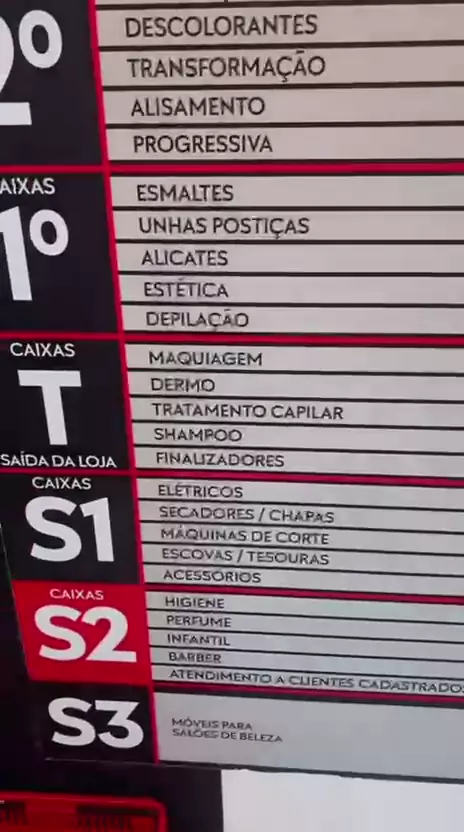 2º
DESCOLORANTES
TRANSFORMAÇÃO
ALISAMENTO
PROGRESSIVA
CAIXAS
1º
ESMALTES
UNHAS POSTIÇAS
ALICATES
ESTÉTICA
DEPILAÇÃO
CAIXAS
T
SAÍDA DA LOJA
MAQUIAGEM
DERMO
TRATAMENTO CAPILAR
SHAMPOO
FINALIZADORES
CAIXAS
S1
ELÉTRICOS
SECADORES / CHAPAS
MÁQUINAS DE CORTE
ESCOVAS / TESOURAS
ACESSÓRIOS
CAIXAS
S2
HIGIENE
PERFUME
INFANTIL
BARBER
ATENDIMENTO A CLIENTES CADASTRADOS
S3
MÓVEIS PARA
SALÕES DE BELEZA